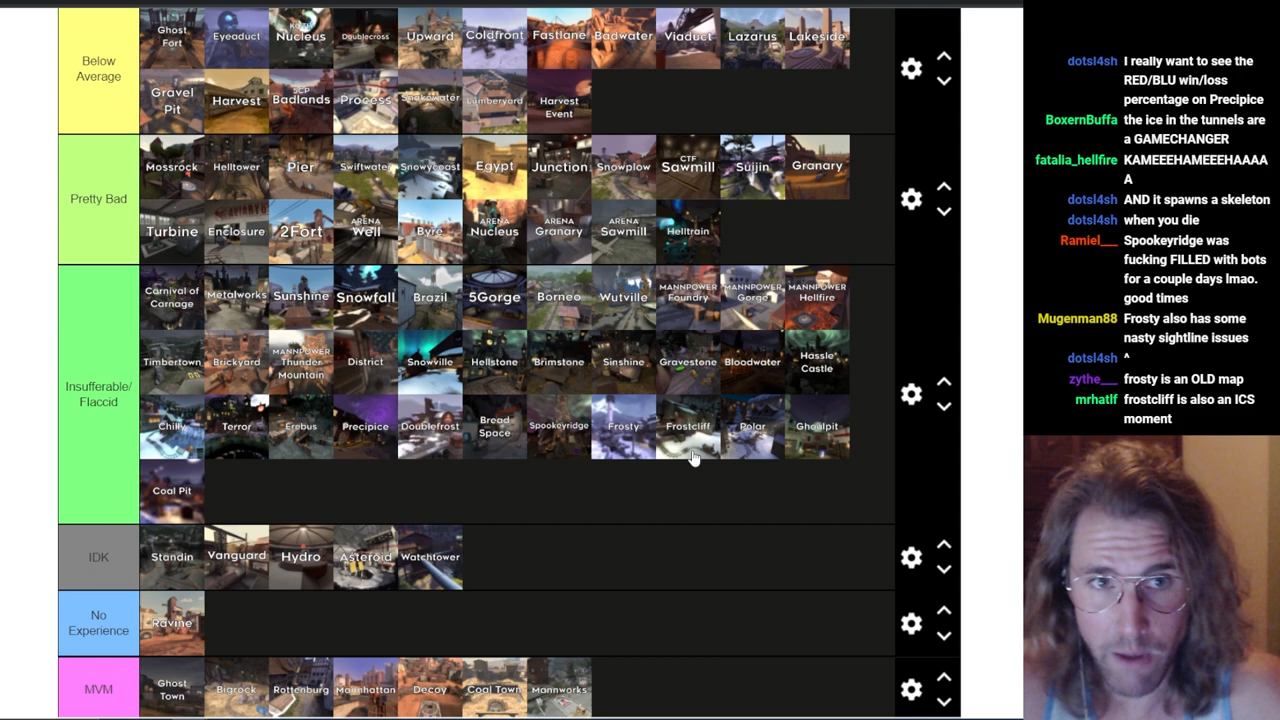 Below
Average
Ghost
Fort
Eyeaduct
KOTH
Nucleus
Doublecross
Upward
Coldfront
Fastlane
Badwater
Viaduct
Lazarus
Lakeside
Gravel
Pit
Harvest
5CP
Badlands
Process
Snakewater
Lumberyard
Harvest
Event
Pretty Bad
Mossrock
Helltower
Pier
Swiftwater
Snowycoast
Egypt
Junction
Snowplow
CTF
Sawmill
Suijin
Granary
Turbine
Enclosure
2Fort
ARENA
Well
Byre
ARENA
Nucleus
ARENA
Granary
ARENA
Sawmill
Helltrain
Insufferable/
Flaccid
Carnival of
Carnage
Metalworks
Sunshine
Snowfall
Brazil
5Gorge
Borneo
Wutville
MANNPOWER
Foundry
MANNPOWER
Gorge
MANNPOWER
Hellfire
Timbertown
Brickyard
MANNPOWER
Thunder
Mountain
District
Snowville
Hellstone
Brimstone
Sinshine
Gravestone
Bloodwater
Hassle
Castle
Chilly
Terror
Erebus
Precipice
Doublefrost
Bread
Space
Spookeyridge
Frosty
Frostcliff
Polar
Ghoulpit
Coal Pit
IDK
Standin
Vanguard
Hydro
Asteroid
Watchtower
No
Experience
Ravine
MVM
Ghost
Town
Bigrock
Rottenburg
Mannhattan
Decoy
Coal Town
Mannworks
dotsl4sh I really want to see the
RED/BLU win/loss
percentage on Precipice
BoxernBuffa the ice in the tunnels are
a GAMECHANGER
fatalia_hellfire KAMEEEHAMEEEHAAAA
A
dotsl4sh AND it spawns a skeleton
dotsl4sh when you die
Ramiel___ Spookeyridge was
fucking FILLED with bots
for a couple days lmao.
good times
Mugenman88 Frosty also has some
nasty sightline issues
dotsl4sh ^
zythe___ frosty is an OLD map
mrhatlf frostcliff is also an ICS
moment